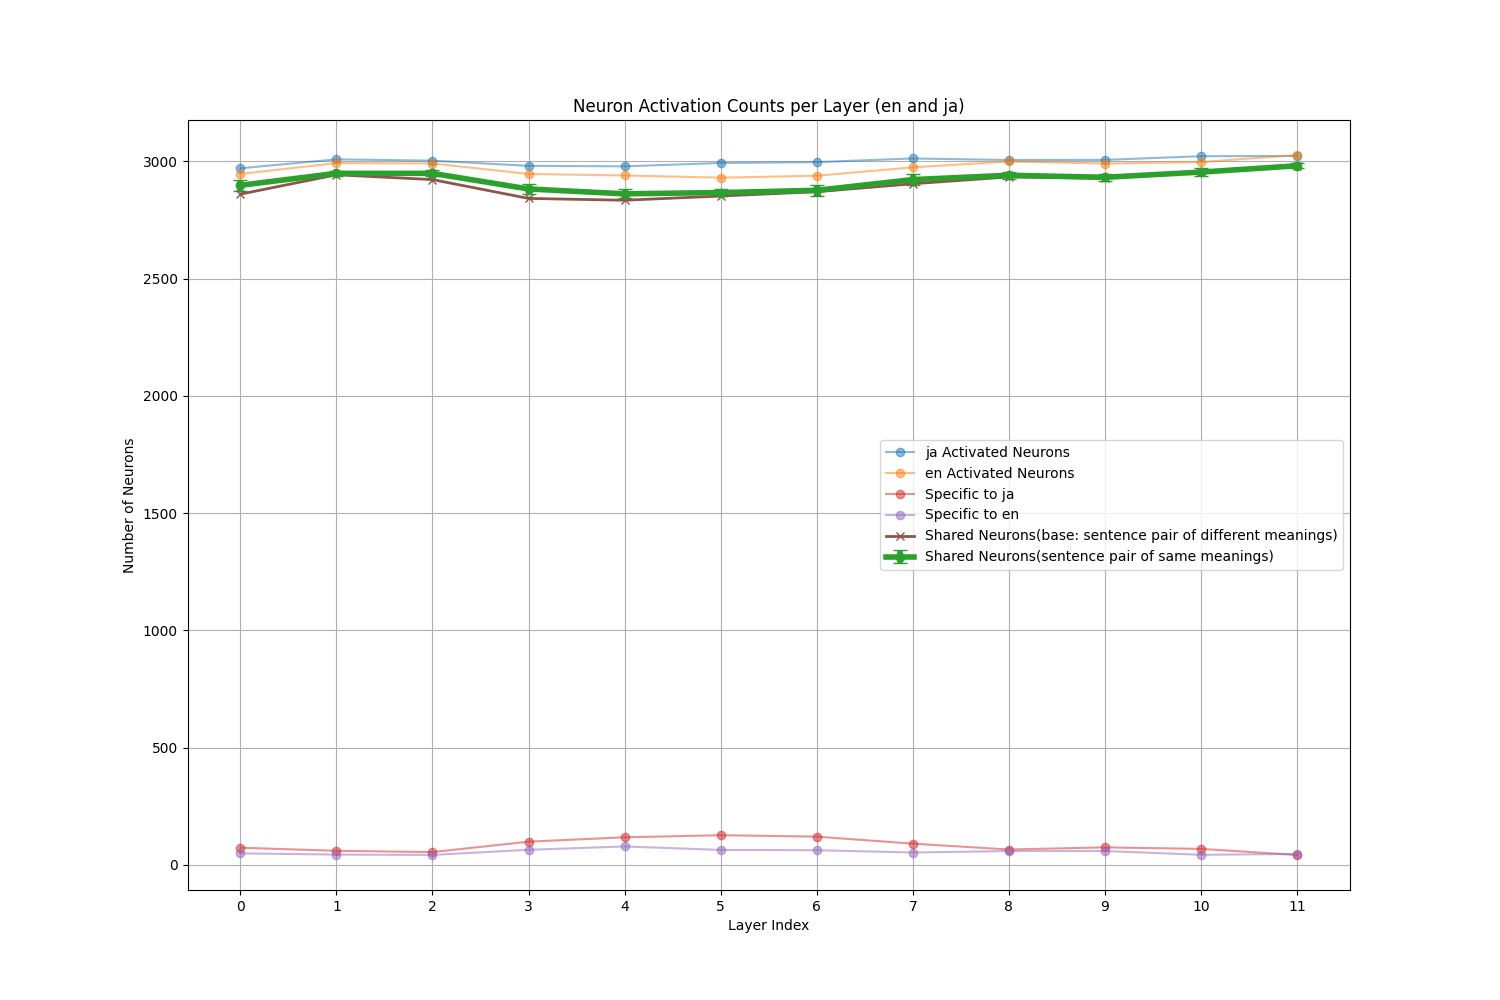 Neuron Activation Counts per Layer (en and ja)
3000
2500
2000
1500
1000
500
0
Number of Neurons
ja Activated Neurons
en Activated Neurons
Specific to ja
Specific to en
Shared Neurons(base: sentence pair of different meanings)
Shared Neurons(sentence pair of same meanings)
0 1 2 3 4 5 6 7 8 9 10 11
Layer Index